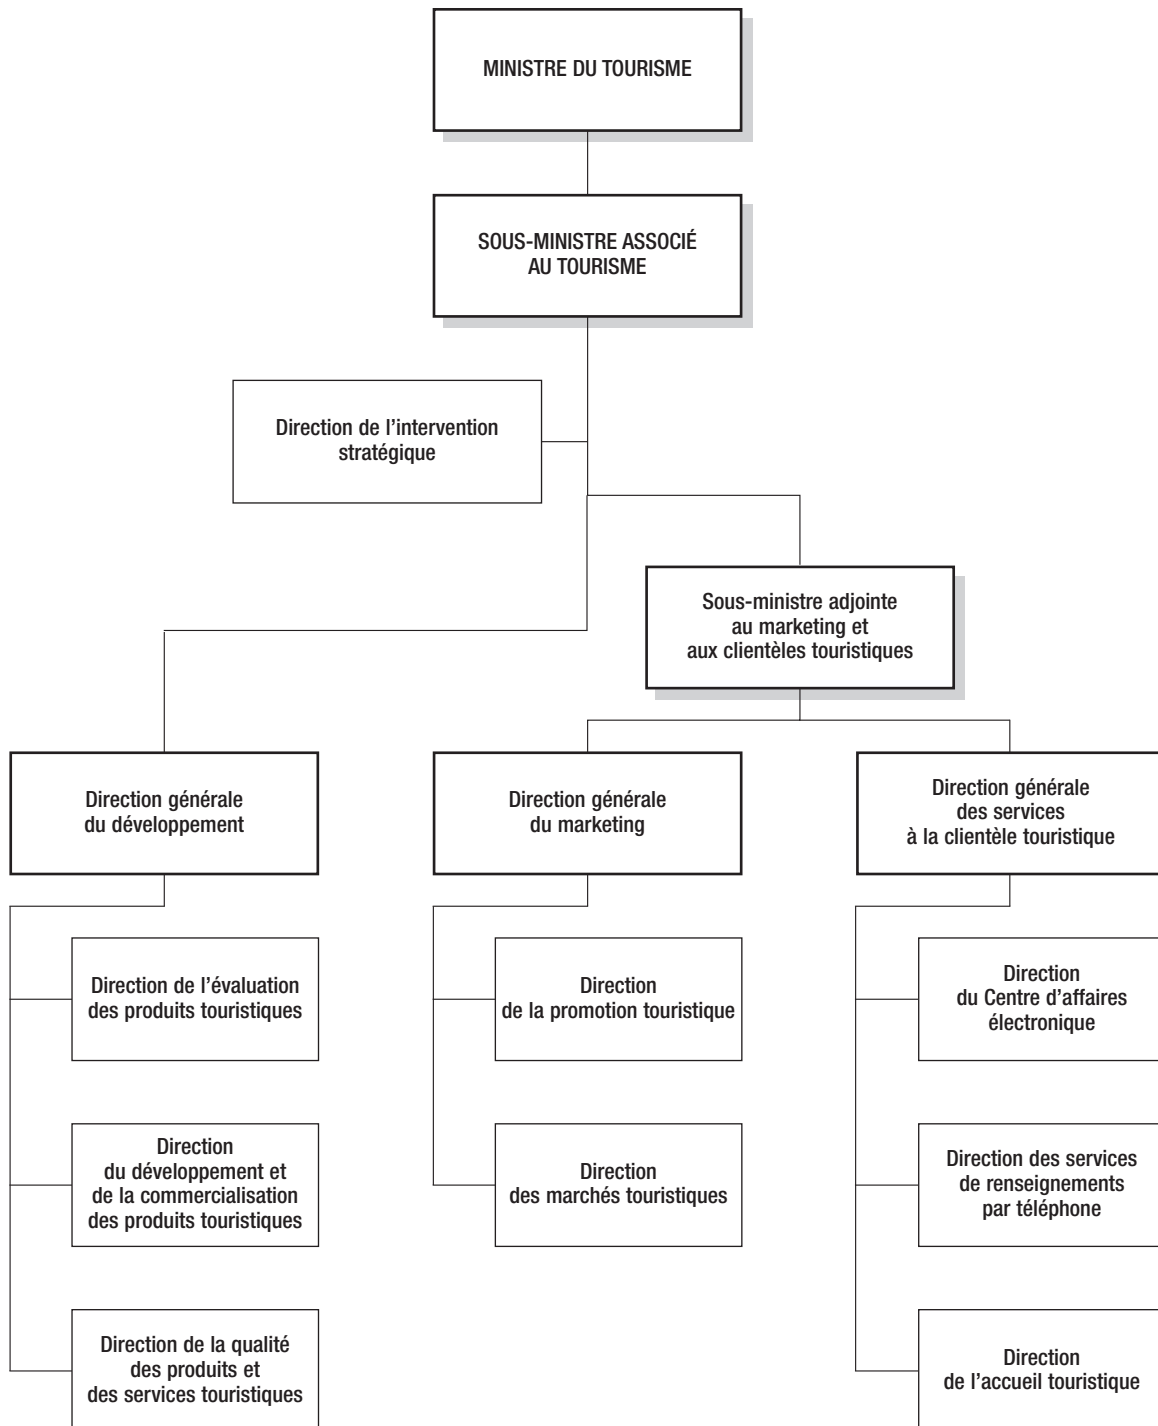 MINISTRE DU TOURISME
SOUS-MINISTRE ASSOCIÉ
AU TOURISME
Direction de l'intervention
stratégique
Sous-ministre adjointe
au marketing et
aux clientèles touristiques
Direction générale
du développement
Direction générale
du marketing
Direction générale
des services
à la clientèle touristique
Direction de l'évaluation
des produits touristiques
Direction
de la promotion touristique
Direction
du Centre d'affaires
électronique
Direction
du développement et
de la commercialisation
des produits touristiques
Direction
des marchés touristiques
Direction des services
de renseignements
par téléphone
Direction de la qualité
des produits et
des services touristiques
Direction
de l'accueil touristique